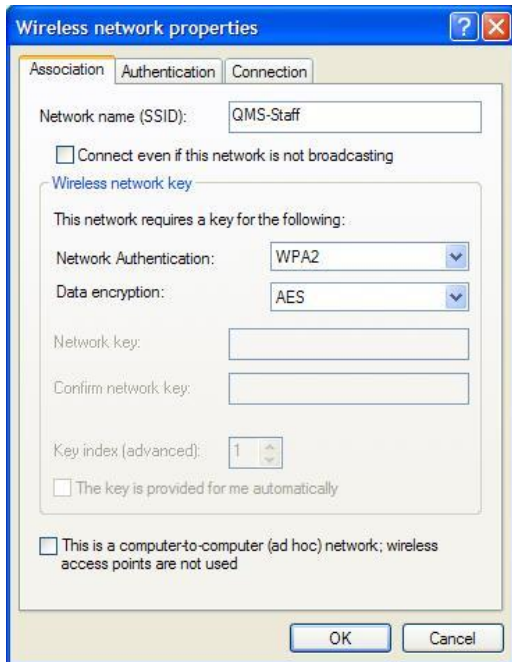 Wireless network properties
?
Association Authentication Connection
Network name (SSID): QMS-Staff
Connect even if this network is not broadcasting
Wireless network key
This network requires a key for the following:
Network Authentication: WPA2
Data encryption: AES
Network key:
Confirm network key:
Key index (advanced): 1
The key is provided for me automatically
This is a computer-to-computer (ad hoc) network; wireless
access points are not used
OK Cancel